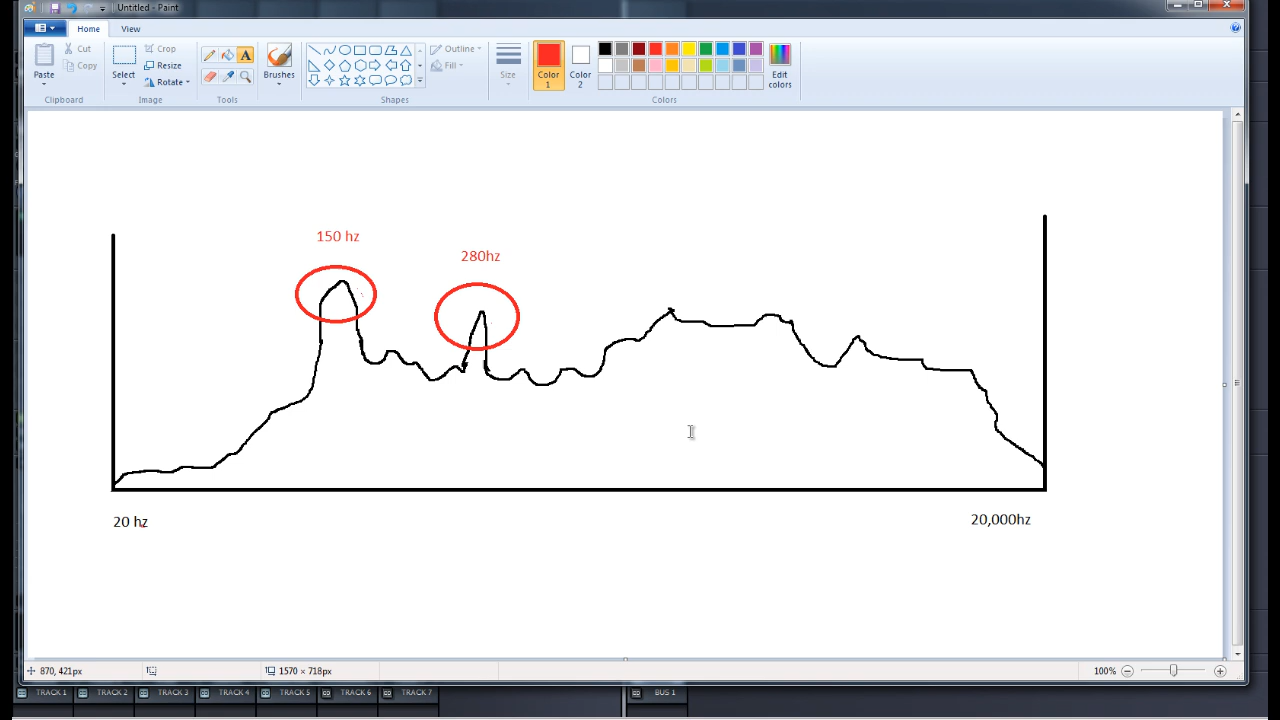 Untitled - Paint
Home View
Paste
Cut
Copy
Clipboard
Select
Crop
Resize
Rotate
Image
Tools
Brushes
Outline
Fill
Shapes
Size
Color 1
Color 2
Edit colors
Colors
150 hz
280hz
20 hz
20,000hz
870, 421px
1570 × 718px
100%
TRACK 1 TRACK 2 TRACK 3 TRACK 4 TRACK 5 TRACK 6 TRACK 7 BUS 1